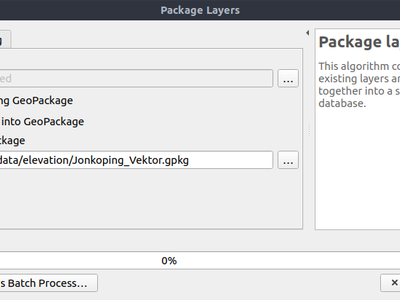 Package Layers
g
ed
ng GeoPackage
into GeoPackage
ckage
data/elevation/Jonkoping_Vektor.gpkg
0%
s Batch Process…
Package la
This algorithm co
existing layers an
together into a s
database.